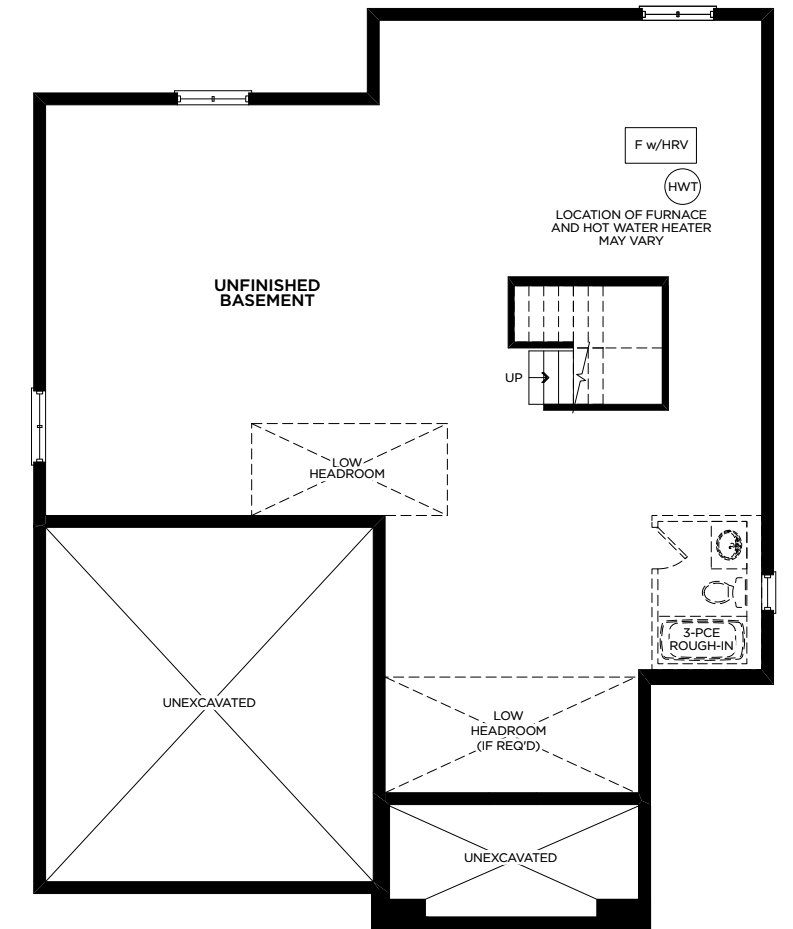 F w/HRV
HWT
LOCATION OF FURNACE
AND HOT WATER HEATER
MAY VARY
UNFINISHED
BASEMENT
UP
LOW
HEADROOM
3-PCE
ROUGH-IN
UNEXCAVATED
LOW
HEADROOM
(IF REQ'D)
UNEXCAVATED